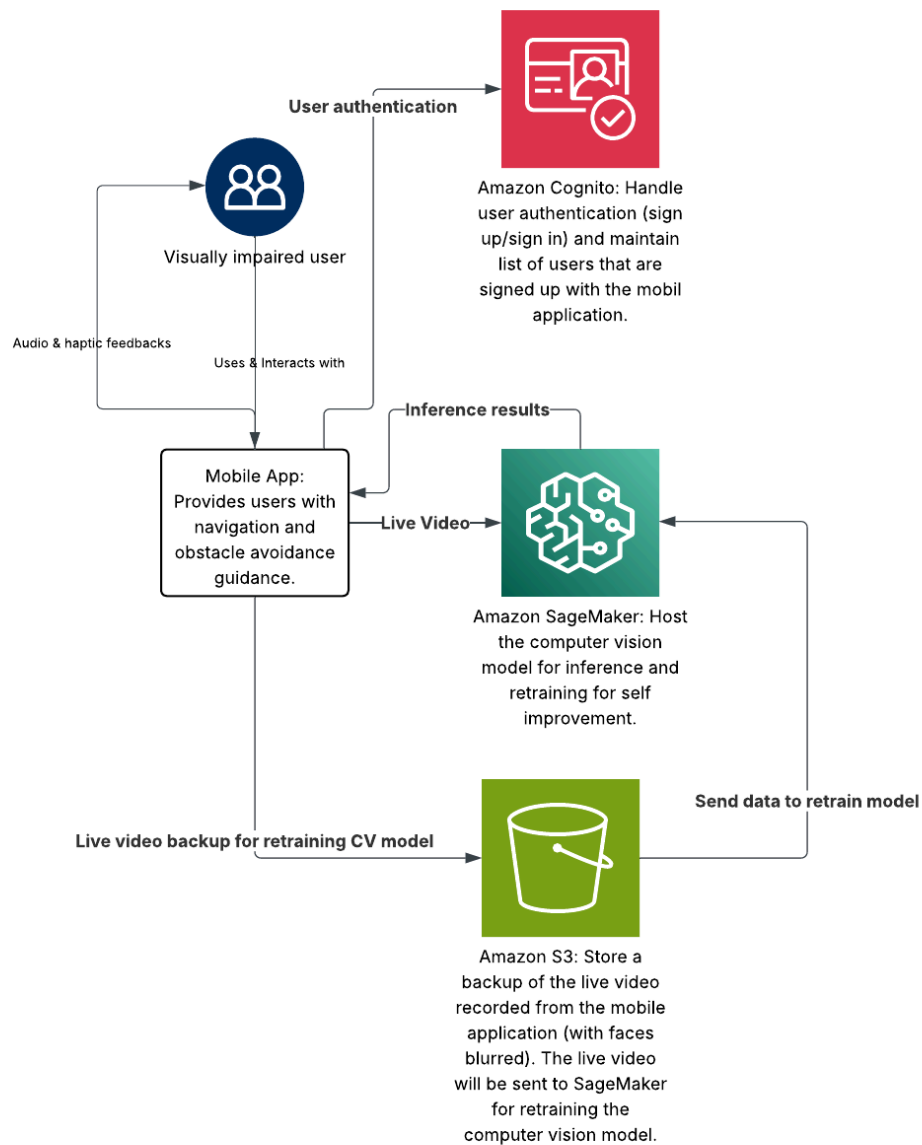 User authentication
Amazon Cognito: Handle
user authentication (sign
up/sign in) and maintain
list of users that are
signed up with the mobil
application.
Visually impaired user
Audio & haptic feedbacks
Uses & Interacts with
Inference results
Mobile App:
Provides users with
navigation and
obstacle avoidance
guidance.
Live Video
Amazon SageMaker: Host
the computer vision
model for inference and
retraining for self
improvement.
Send data to retrain model
Live video backup for retraining CV model
Amazon S3: Store a
backup of the live video
recorded from the mobile
application (with faces
blurred). The live video
will be sent to SageMaker
for retraining the
computer vision model.